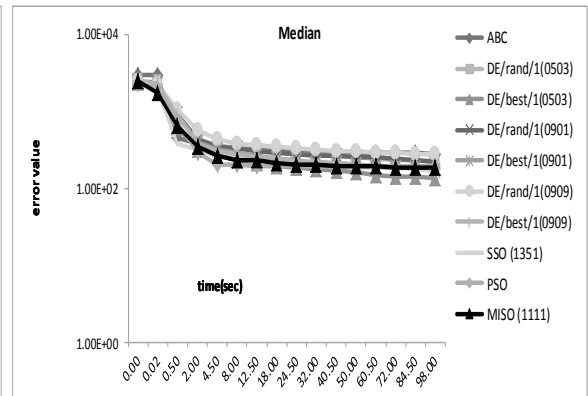 Median
1.00E+04
1.00E+02
1.00E+00
error value
time(sec)
0.00
0.02
0.50
2.00
4.50
8.00
12.50
18.00
24.50
32.00
40.50
50.00
60.50
72.00
84.50
98.00
ABC
DE/rand/1(0503)
DE/best/1(0503)
DE/rand/1(0901)
DE/best/1(0901)
DE/rand/1(0909)
DE/best/1(0909)
SSO (1351)
PSO
MISO (1111)